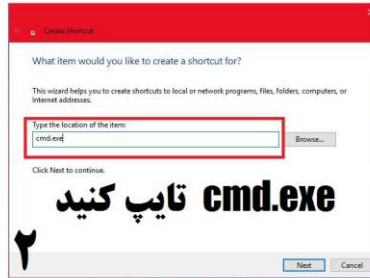 Create Shortcut
What item would you like to create a shortcut for?
This wizard helps you to create shortcuts to local or network programs, files, folders, computers, or
Internet addresses.
Type the location of the item:
cmd.exe
Browse...
Click Next to continue.
cmd.exe تایپ کنید
۲
Next
Cancel